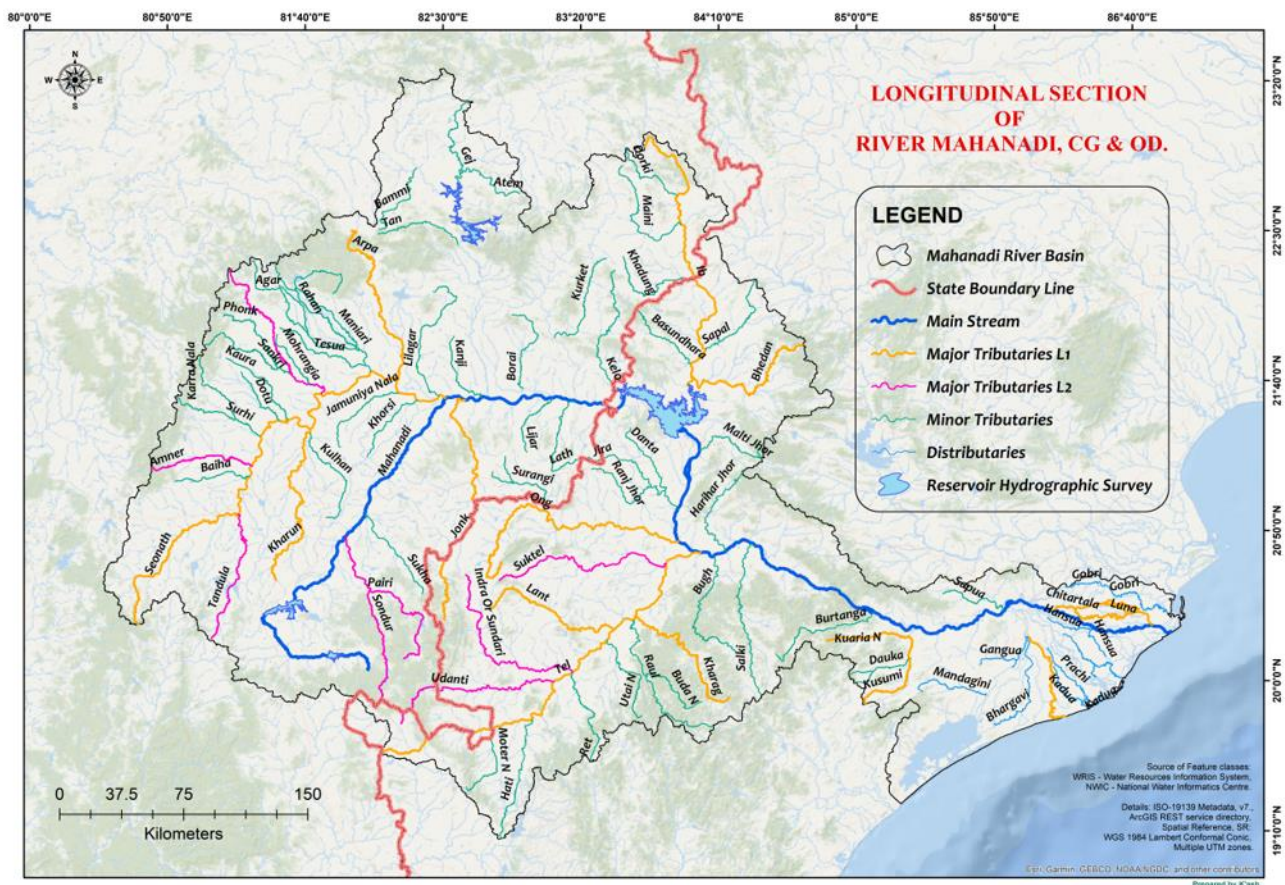 80°0'0"E 80°50'0"E 81°40'0"E 82°30'0"E 83°20'0"E 84°10'0"E 85°0'0"E 85°50'0"E 86°40'0"E
N
W E
S
LONGITUDINAL SECTION
OF
RIVER MAHANADI, CG & OD.
LEGEND
Mahanadi River Basin
State Boundary Line
Main Stream
Major Tributaries L1
Major Tributaries L2
Minor Tributaries
Distributaries
Reservoir Hydrographic Survey
23°20'0"N
22°30'0"N
21°40'0"N
20°50'0"N
20°0'0"N
19°10'0"N
Gej
Atem
Bammi
Tan
Dorki
Maini
Arpa
Agar
Rahan
Maniari
Phonk
Mohrangia
Tesua
Sankri
Kaura
Dotu
Karra Nala
Surhi
Lilagar
Kanji
Borai
Kurket
Kelo
Khadung
Ib
Basundhara
Sapai
Bhedan
Jamuniya Nala
Khorsi
Kulhan
Mahanadi
Amner
Baiha
Lijar
Lath
Surangi
Jira
Danta
Ranj Jhor
Malti Jhor
Harihar Jhor
Ong
Jonk
Seonath
Kharun
Tandula
Pairi
Sondur
Sukha
Suktel
Lant
Indra Or Sundari
Udanti
Tel
Bugh
Salki
Kharag
Raul
Buda N
Utai N
Ret
Moter N
Hati
Burtanga
Kuaria N
Dauka
Kusumi
Sapua
Gobri
Gobri
Chitartala
Luna
Hansua
Hansua
Gangua
Prachi
Mandagini
Bhargavi
Kadua
Kadua
0 37.5 75 150
Kilometers
Source of Feature classes:
WRIS - Water Resources Information System,
NWIC - National Water Informatics Centre.
Details: ISO-19139 Metadata, v7.,
ArcGIS REST service directory,
Spatial Reference, SR:
WGS 1984 Lambert Conformal Conic,
Multiple UTM zones.
Esri, Garmin, GEBCO, NOAA NGDC, and other contributors
Prepared by